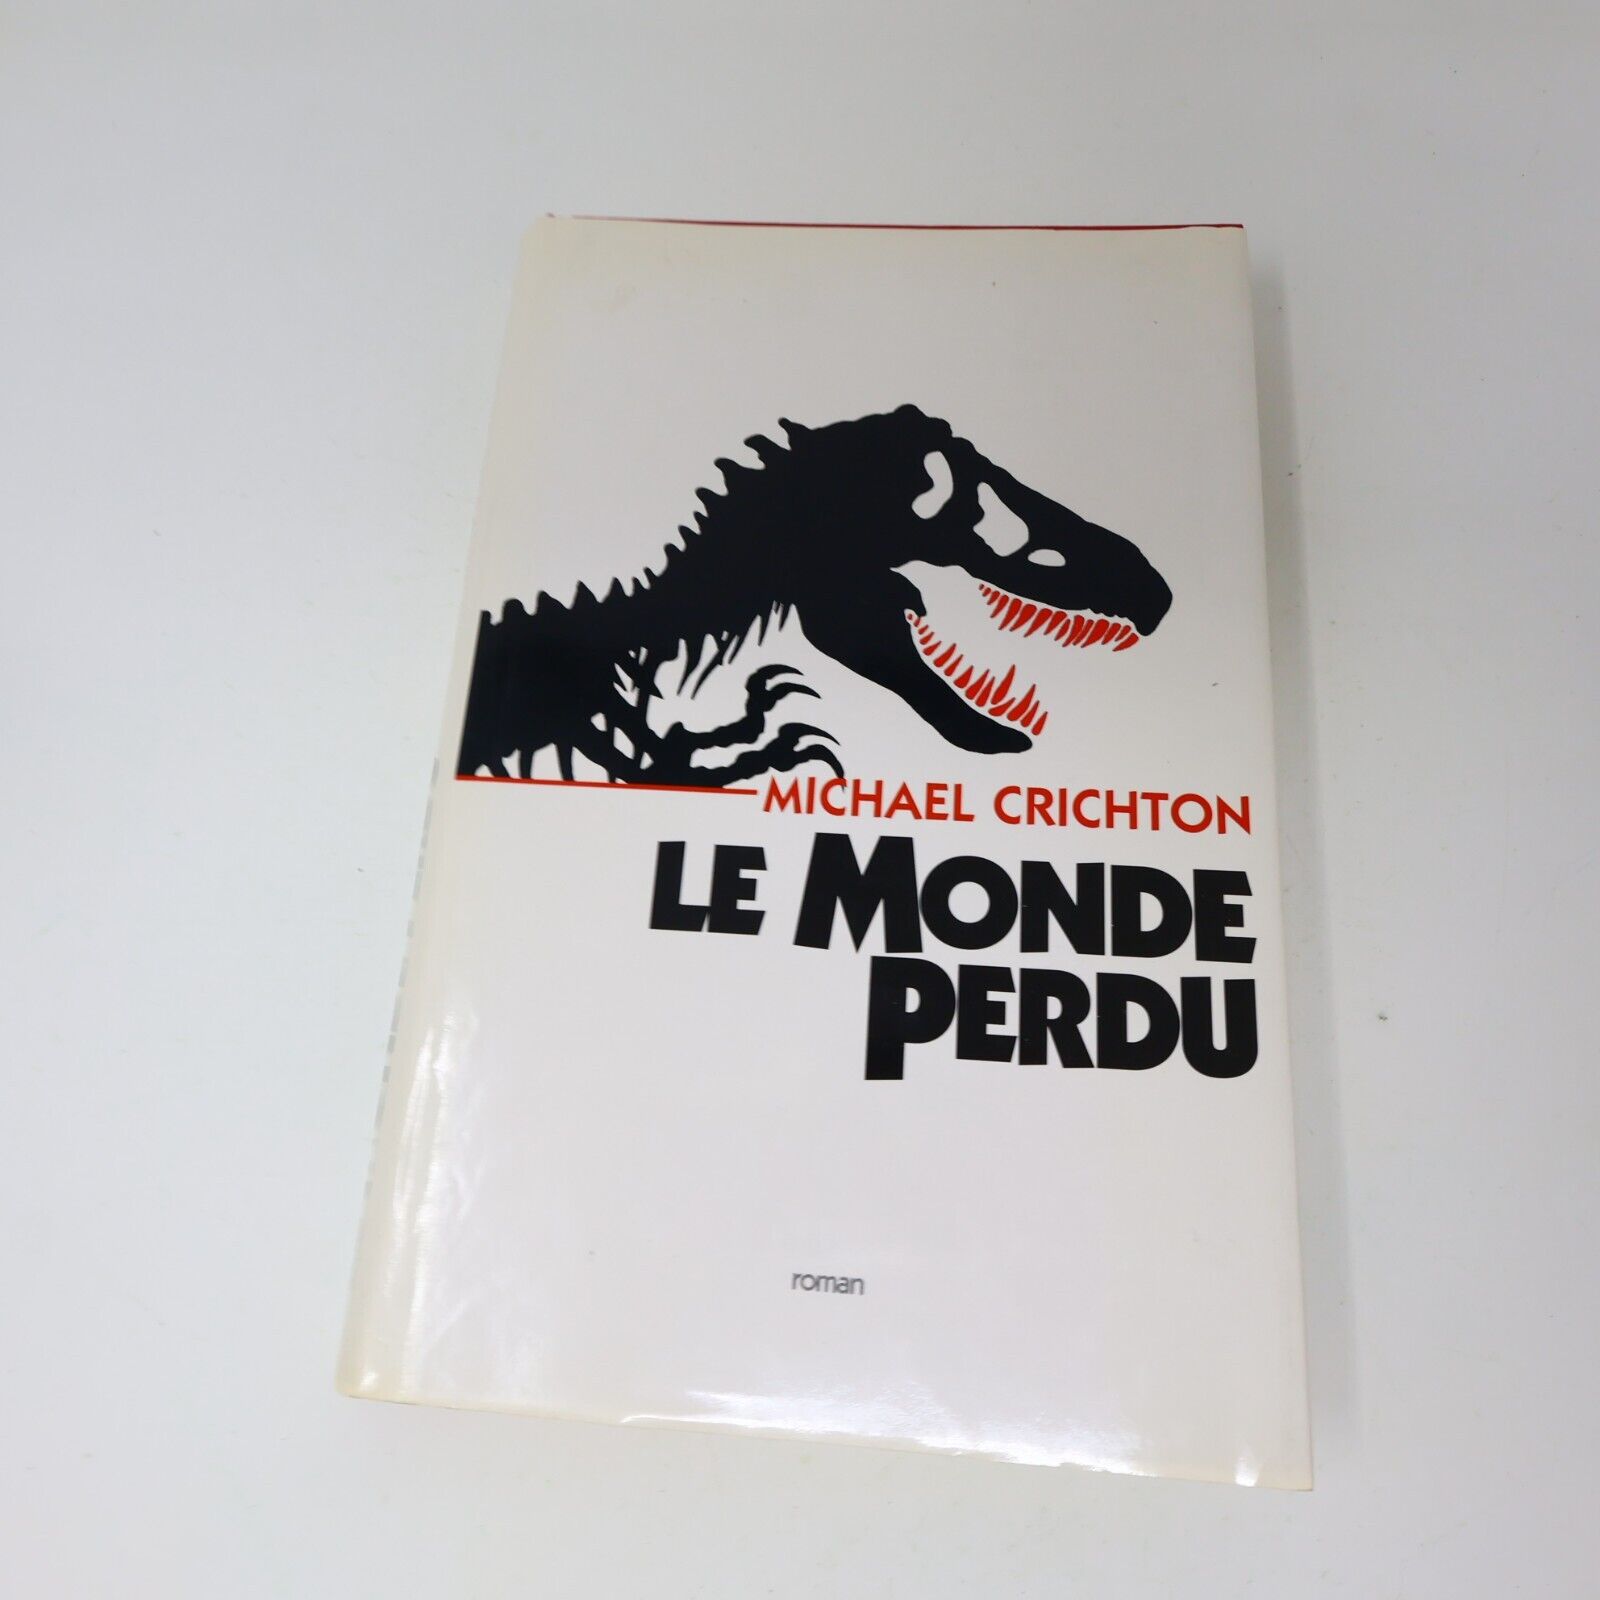 MICHAEL CRICHTON
LE MONDE
PERDU
roman